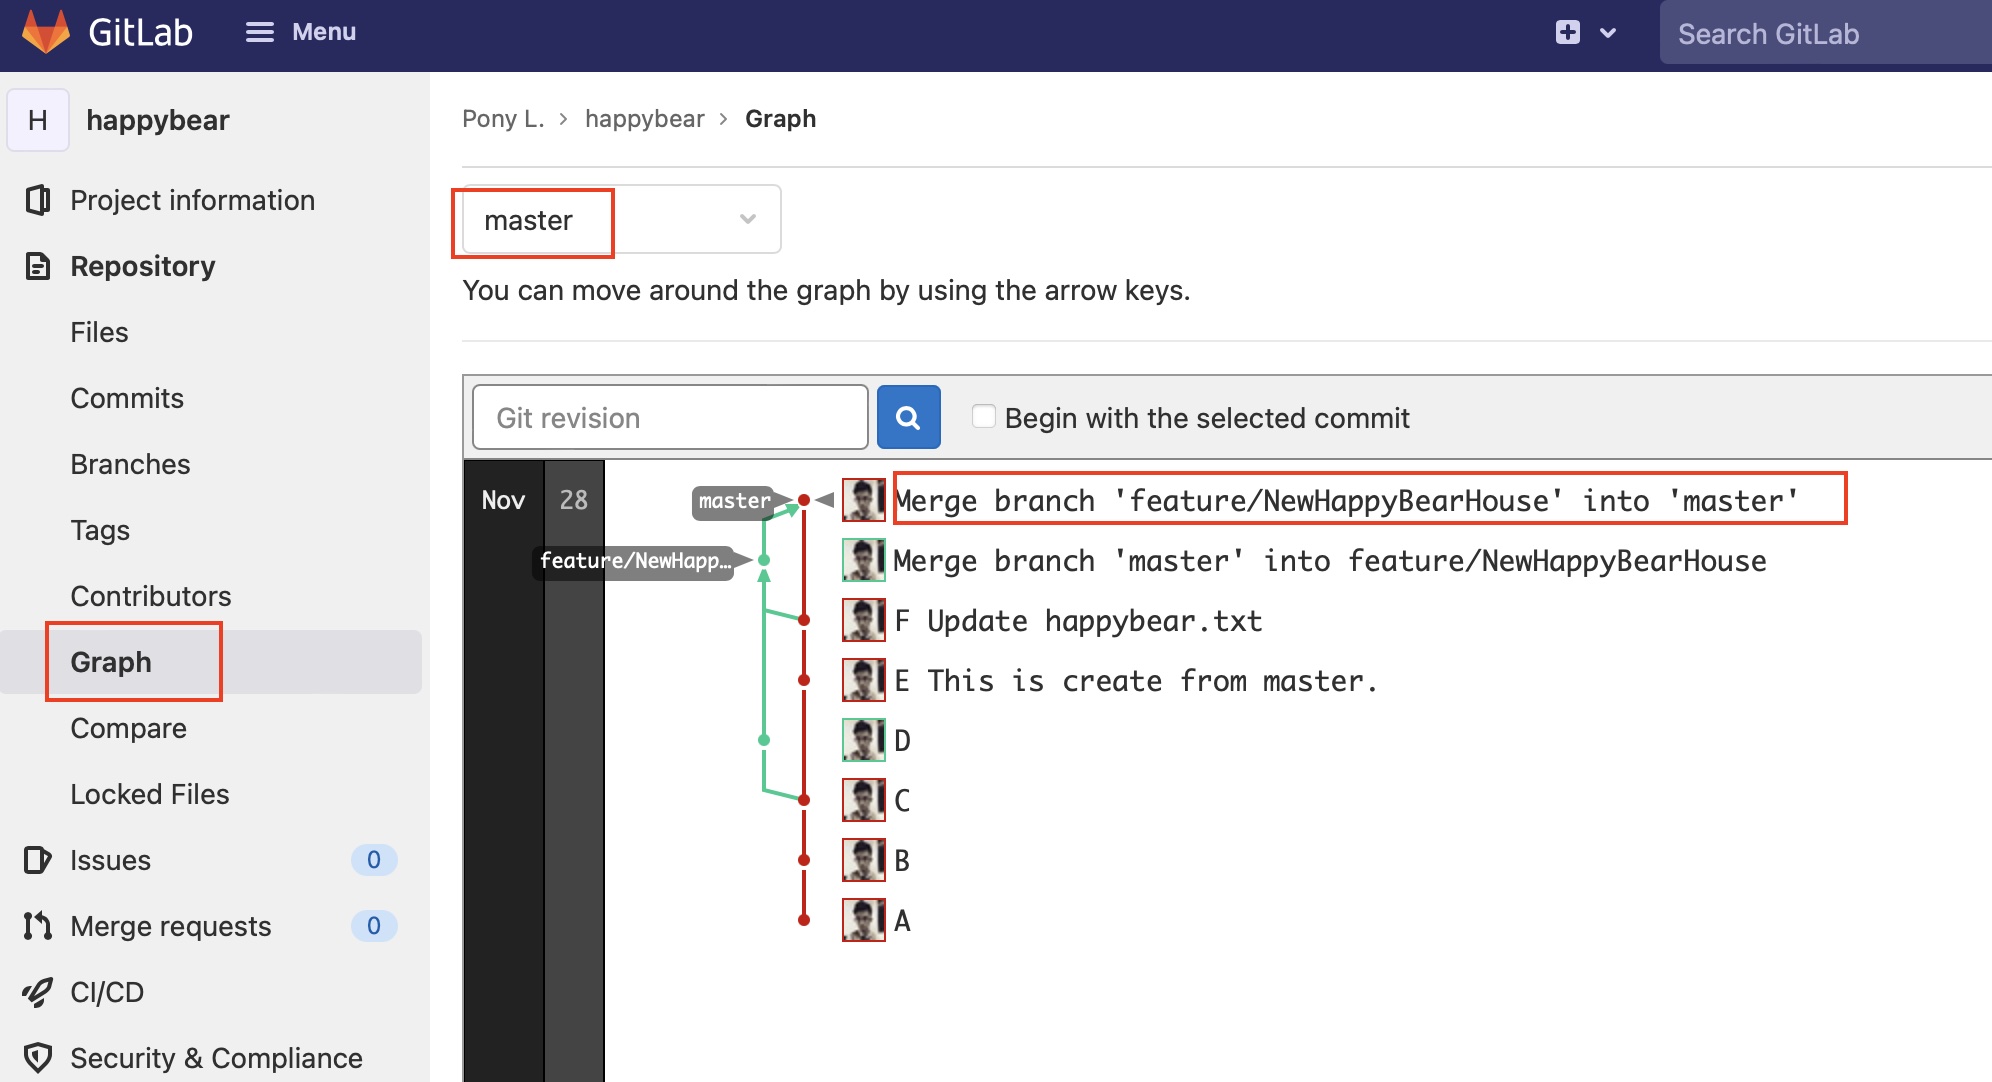 GitLab
Menu
Search GitLab
H
happybear
Project information
Repository
Files
Commits
Branches
Tags
Contributors
Graph
Compare
Locked Files
Issues 0
Merge requests 0
CI/CD
Security & Compliance
Pony L. > happybear > Graph
master
You can move around the graph by using the arrow keys.
Git revision
Begin with the selected commit
Nov 28
master
Merge branch 'feature/NewHappyBearHouse' into 'master'
feature/NewHapp…
Merge branch 'master' into feature/NewHappyBearHouse
F Update happybear.txt
E This is create from master.
D
C
B
A